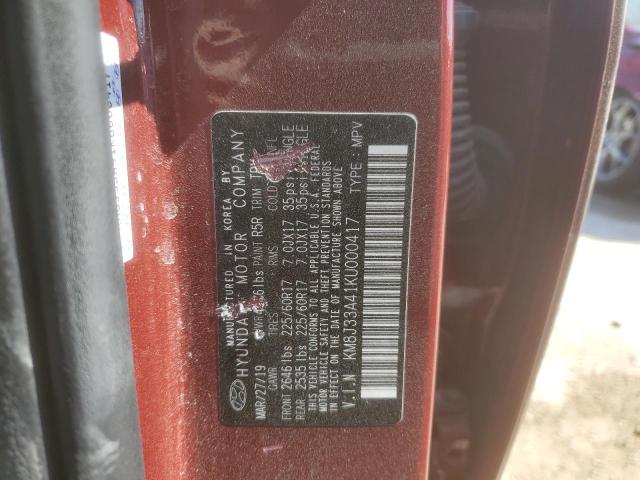 MANUFACTURED IN KOREA BY
HYUNDAI MOTOR COMPANY
MAR/27/19 PAINT R5R TRIM
GAWR TIRES RIMS COLD
FRONT 2646lbs 225/60R17 7.0JX17 35psi
REAR 2535lbs 225/60R17 7.0JX17 35psi
THIS VEHICLE CONFORMS TO ALL APPLICABLE U.S.A. FEDERAL
MOTOR VEHICLE SAFETY AND THEFT PREVENTION STANDARDS
IN EFFECT ON THE DATE OF MANUFACTURE SHOWN ABOVE
V.I.N : KM8J33A41KU000417 TYPE : MPV